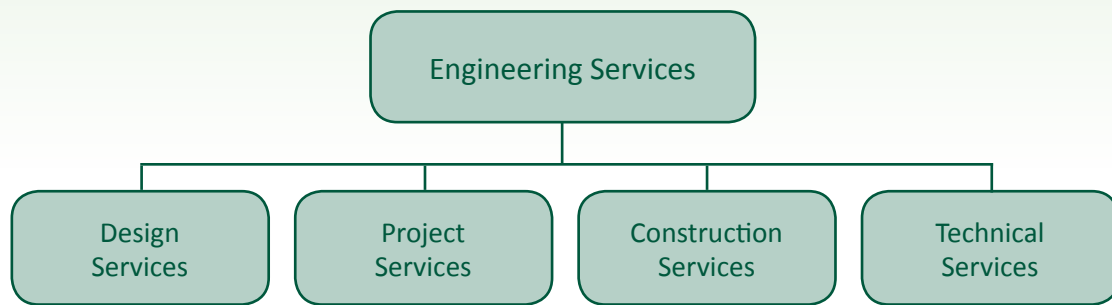 Engineering Services
Design
Services
Project
Services
Construction
Services
Technical
Services